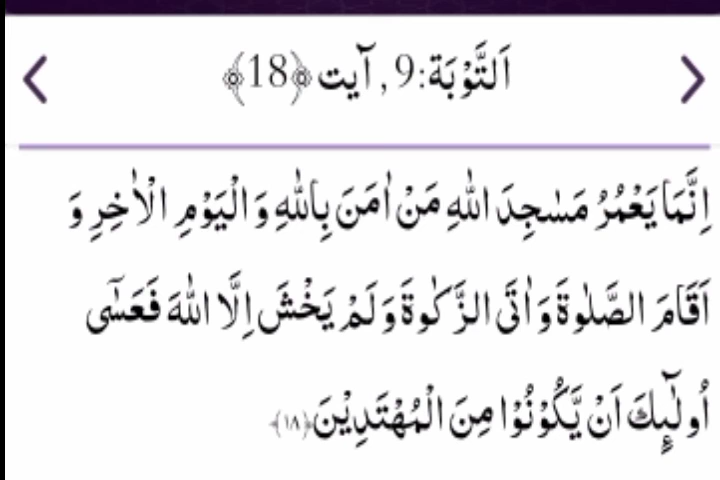 اَلتَّوْبَة:9, آیت ﴿18﴾
اِنَّمَا یَعْمُرُ مَسٰجِدَ اللّٰهِ مَنْ اٰمَنَ بِاللّٰهِ وَ الْیَوْمِ الْاٰخِرِ وَ
اَقَامَ الصَّلٰوةَ وَ اٰتَی الزَّكٰوةَ وَ لَمْ یَخْشَ اِلَّا اللّٰهَ فَعَسٰۤى
اُولٰٓىٕكَ اَنْ یَّكُوْنُوْا مِنَ الْمُهْتَدِیْنَ(۱۸)